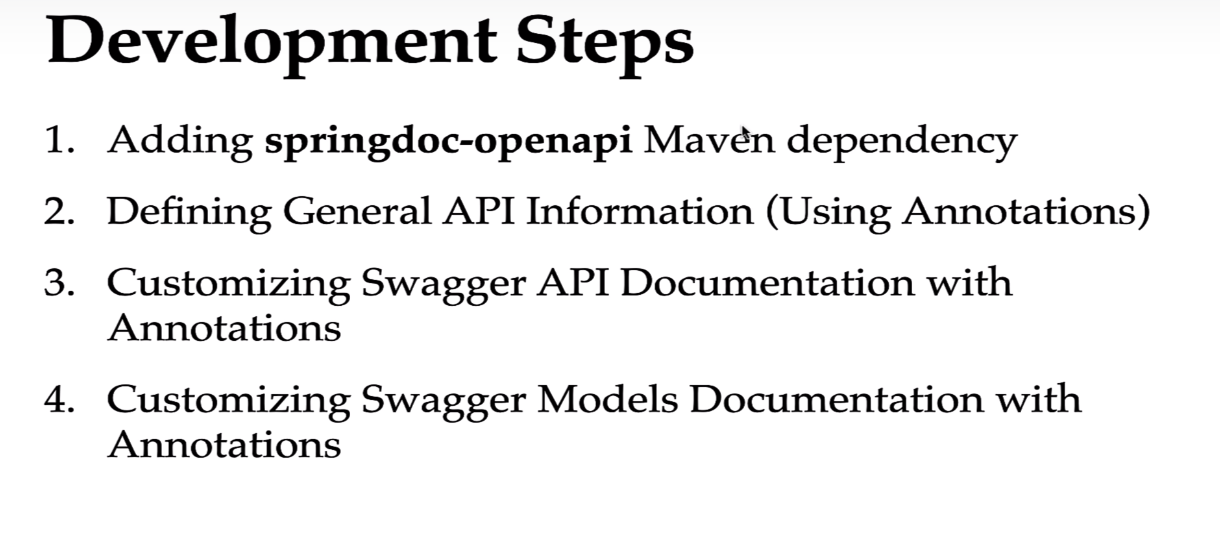 Development Steps
1. Adding springdoc-openapi Maven dependency
2. Defining General API Information (Using Annotations)
3. Customizing Swagger API Documentation with
Annotations
4. Customizing Swagger Models Documentation with
Annotations